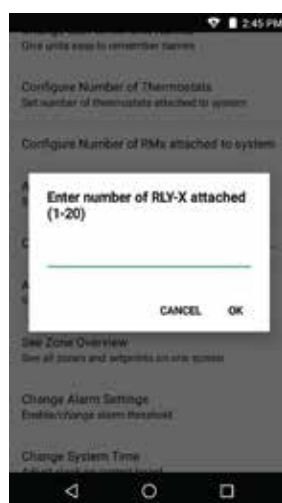 2:45 PM
Give units easy to remember names
Configure Number of Thermostats
Set number of thermostats attached to system
Configure Number of RMs attached to system
Enter number of RLY-X attached
(1-20)
CANCEL OK
See Zone Overview
See all zones and setpoints on one screen
Change Alarm Settings
Enable/change alarm threshold
Change System Time